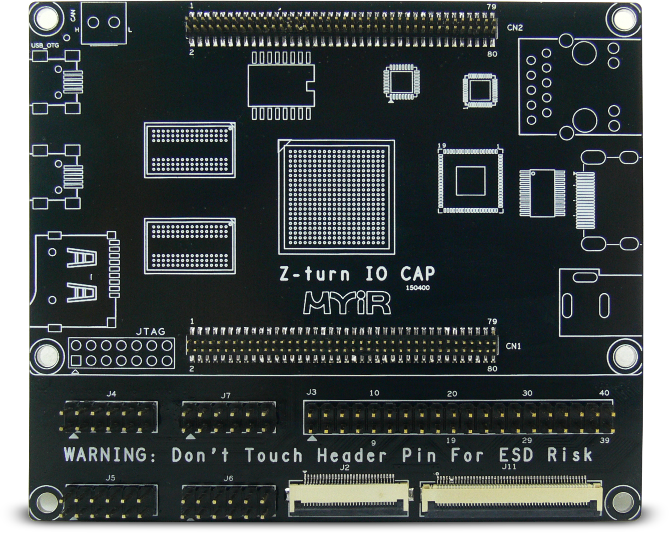 CAN
H L
1 79
CN2
2 80
USB_OTG
19 1
Z-turn IO CAP
150400
MYiR
JTAG
1 79
CN1
2 80
J4
J7
J3 10 20 30 40
9 19 29 39
WARNING: Don't Touch Header Pin For ESD Risk
J5
J6
J2
J11